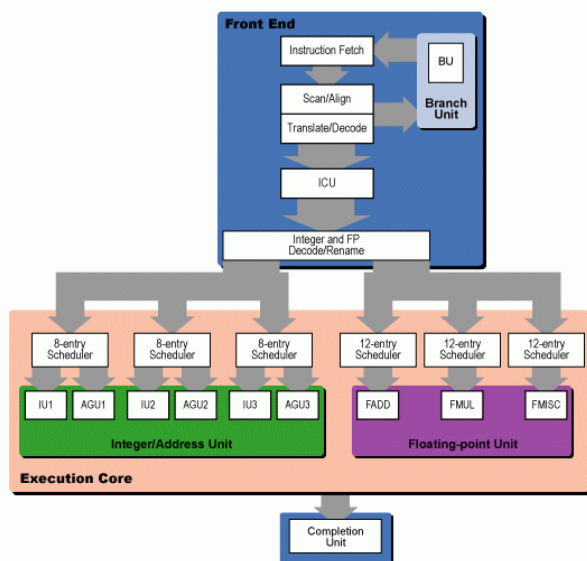 Front End
Instruction Fetch
BU
Branch
Unit
Scan/Align
Translate/Decode
ICU
Integer and FP
Decode/Rename
8-entry
Scheduler
8-entry
Scheduler
8-entry
Scheduler
12-entry
Scheduler
12-entry
Scheduler
12-entry
Scheduler
IU1
AGU1
IU2
AGU2
IU3
AGU3
FADD
FMUL
FMISC
Integer/Address Unit
Floating-point Unit
Execution Core
Completion
Unit